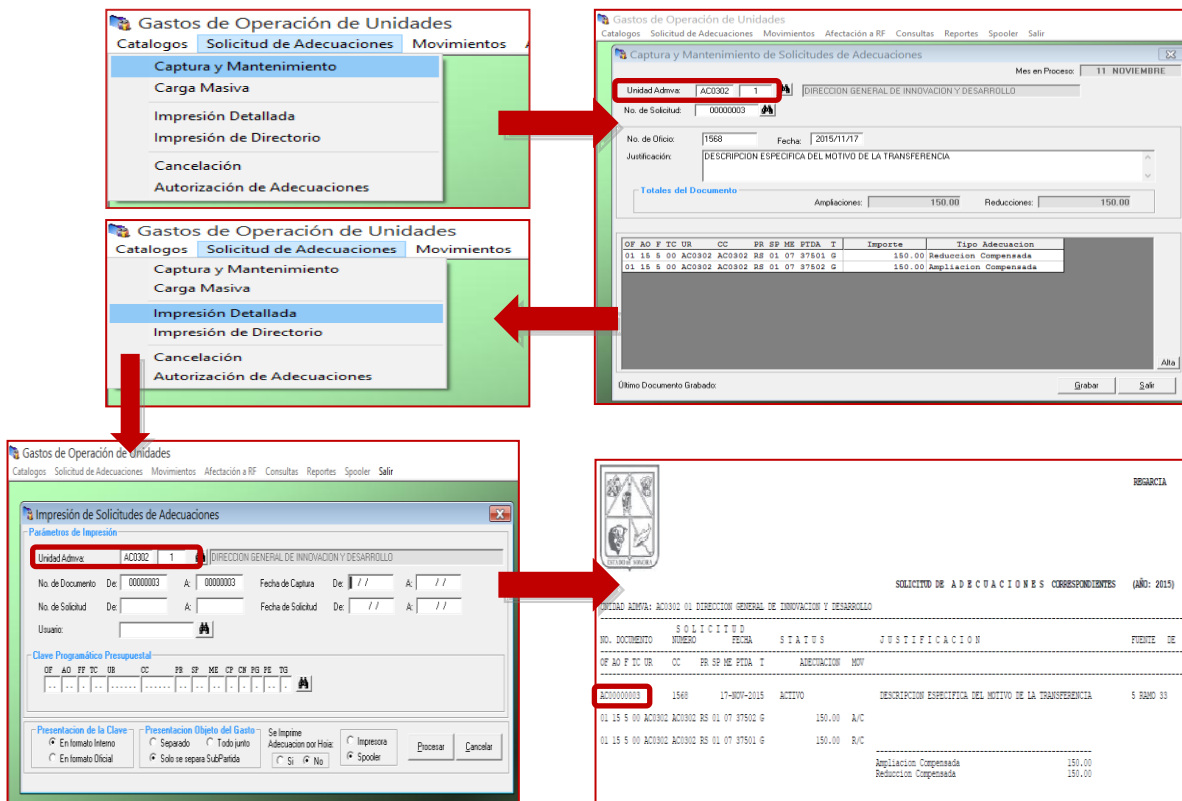 Gastos de Operación de Unidades
Catalogos Solicitud de Adecuaciones Movimientos
Captura y Mantenimiento
Carga Masiva
Impresión Detallada
Impresión de Directorio
Cancelación
Autorización de Adecuaciones
Gastos de Operación de Unidades
Catalogos Solicitud de Adecuaciones Movimientos Afectación a RF Consultas Reportes Spooler Salir
Captura y Mantenimiento de Solicitudes de Adecuaciones
Mes en Proceso: 11 NOVIEMBRE
Unidad Admva: AC0302 1 DIRECCION GENERAL DE INNOVACION Y DESARROLLO
No. de Solicitud: 00000003
No. de Oficio: 1568 Fecha: 2015/11/17
Justificación: DESCRIPCION ESPECIFICA DEL MOTIVO DE LA TRANSFERENCIA
Totales del Documento
Ampliaciones: 150.00 Reducciones: 150.00
OF AO F TC UR CC PR SP ME PTDA T Importe Tipo Adecuacion
01 15 5 00 AC0302 AC0302 RS 01 07 37501 G 150.00 Reduccion Compensada
01 15 5 00 AC0302 AC0302 RS 01 07 37502 G 150.00 Ampliacion Compensada
Alta
Último Documento Grabado:
Grabar Salir
Gastos de Operación de Unidades
Catalogos Solicitud de Adecuaciones Movimientos
Captura y Mantenimiento
Carga Masiva
Impresión Detallada
Impresión de Directorio
Cancelación
Autorización de Adecuaciones
Gastos de Operación de Unidades
Catalogos Solicitud de Adecuaciones Movimientos Afectación a RF Consultas Reportes Spooler Salir
Impresión de Solicitudes de Adecuaciones
Parámetros de Impresión
Unidad Admva: AC0302 1 DIRECCION GENERAL DE INNOVACION Y DESARROLLO
No. de Documento De: 00000003 A: 00000003 Fecha de Captura De: / / A: / /
No. de Solicitud De: A: Fecha de Solicitud De: / / A: / /
Usuario:
Clave Programático Presupuestal
OF AO FF TC UR CC PR SP ME CP CN PG PE TG
Presentacion de la Clave
En formato Interno
En formato Oficial
Presentacion Objeto del Gasto
Separado Todo junto
Solo se separa SubPartida
Se Imprime
Adecuacion por Hoja:
Si No
Impresora
Spooler
Procesar Cancelar
REGARCIA
ESTADO DE SONORA
SOLICITUD DE A D E C U A C I O N E S CORRESPONDIENTES (AÑO: 2015)
UNIDAD ADMVA: AC0302 01 DIRECCION GENERAL DE INNOVACION Y DESARROLLO
S O L I C I T U D
NO. DOCUMENTO NUMERO FECHA S T A T U S J U S T I F I C A C I O N FUENTE DE
OF AO F TC UR CC PR SP ME PTDA T ADECUACION MOV
AC00000003 1568 17-NOV-2015 ACTIVO DESCRIPCION ESPECIFICA DEL MOTIVO DE LA TRANSFERENCIA 5 RAMO 33
01 15 5 00 AC0302 AC0302 RS 01 07 37502 G 150.00 A/C
01 15 5 00 AC0302 AC0302 RS 01 07 37501 G 150.00 R/C
Ampliacion Compensada 150.00
Reduccion Compensada 150.00